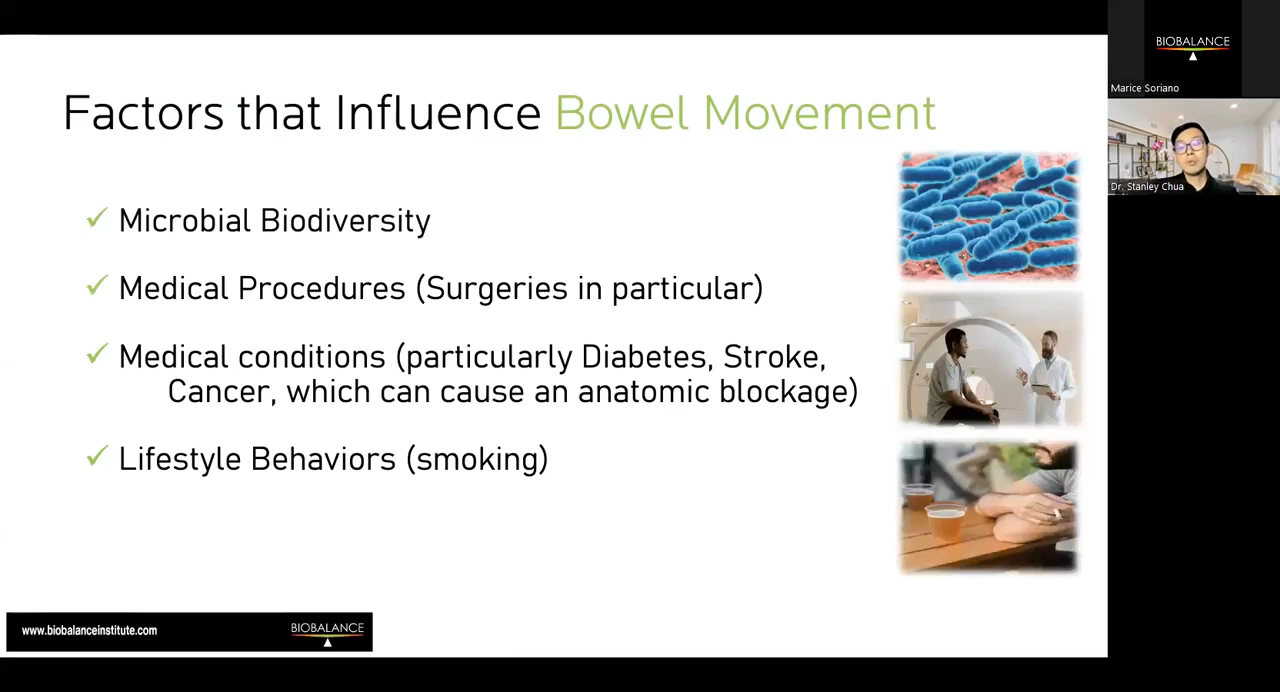 Factors that Influence Bowel Movement
✓ Microbial Biodiversity
✓ Medical Procedures (Surgeries in particular)
✓ Medical conditions (particularly Diabetes, Stroke,
Cancer, which can cause an anatomic blockage)
✓ Lifestyle Behaviors (smoking)
www.biobalanceinstitute.com
BIOBALANCE
BIOBALANCE
Marice Soriano
Dr. Stanley Chua